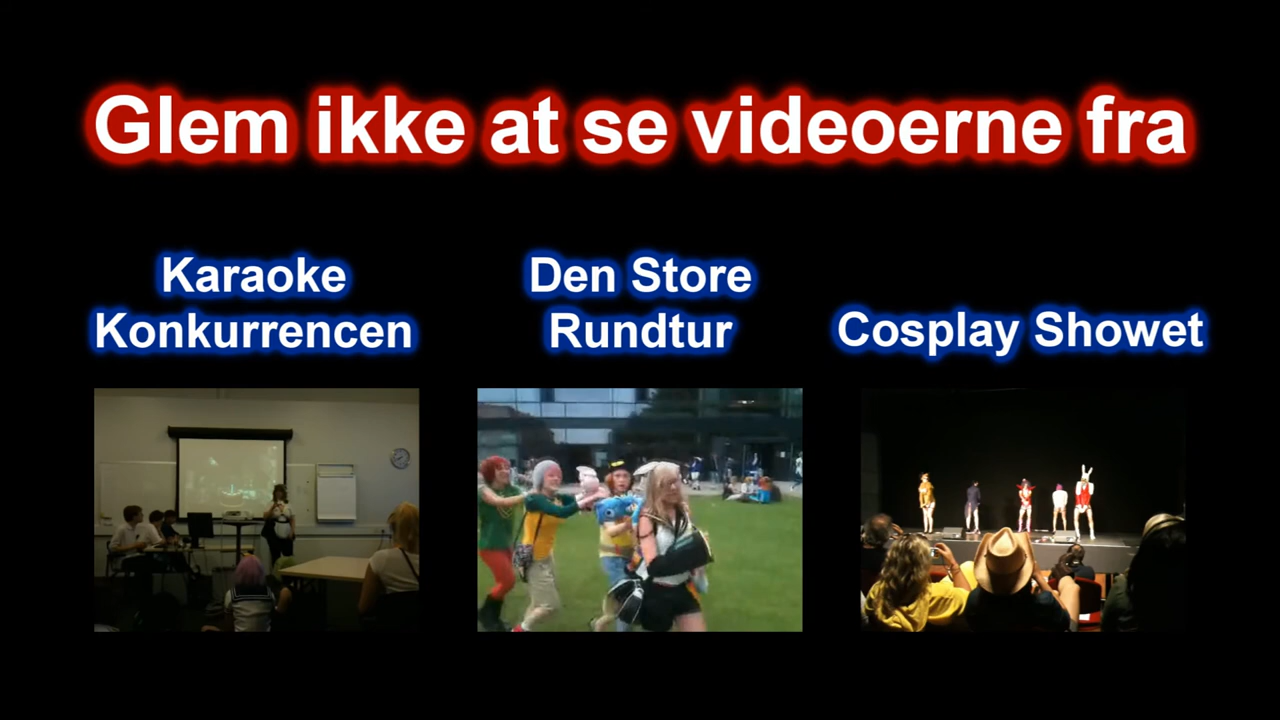 Glem ikke at se videoerne fra
Karaoke
Konkurrencen
Den Store
Rundtur
Cosplay Showet